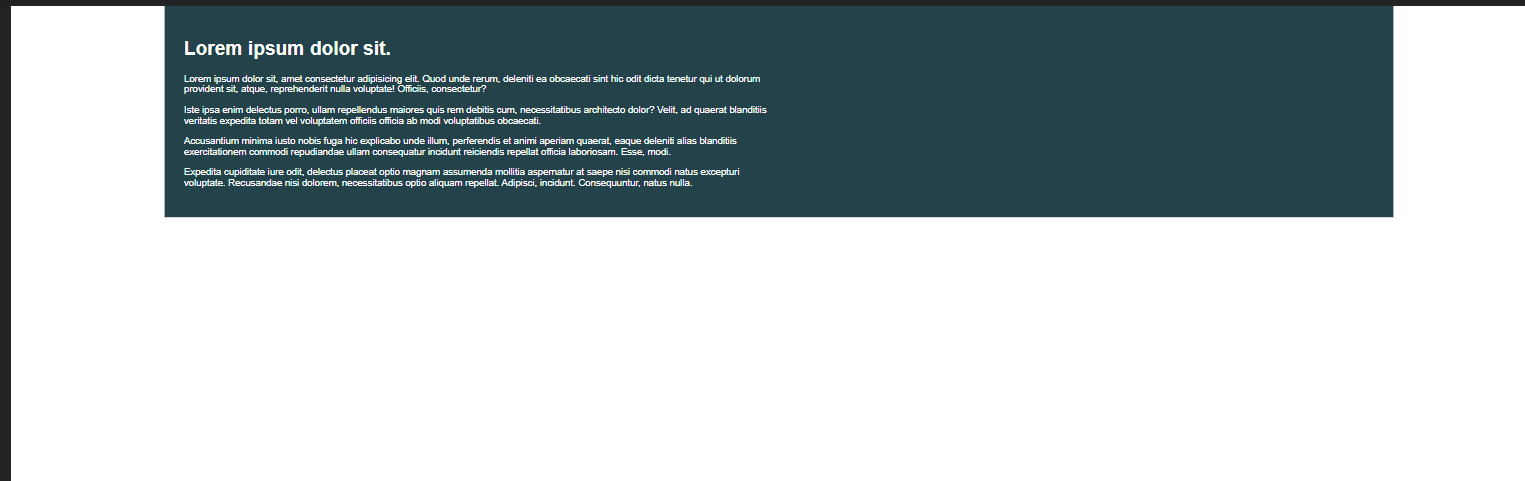 Lorem ipsum dolor sit.
Lorem ipsum dolor sit, amet consectetur adipisicing elit. Quod unde rerum, deleniti ea obcaecati sint hic odit dicta tenetur qui ut dolorum
provident sit, atque, reprehenderit nulla voluptate! Officiis, consectetur?
Iste ipsa enim delectus porro, ullam repellendus maiores quis rem debitis cum, necessitatibus architecto dolor? Velit, ad quaerat blanditiis
veritatis expedita totam vel voluptatem officiis officia ab modi voluptatibus obcaecati.
Accusantium minima iusto nobis fuga hic explicabo unde illum, perferendis et animi aperiam quaerat, eaque deleniti alias blanditiis
exercitationem commodi repudiandae ullam consequatur incidunt reiciendis repellat officia laboriosam. Esse, modi.
Expedita cupiditate iure odit, delectus placeat optio magnam assumenda mollitia aspernatur at saepe nisi commodi natus excepturi
voluptate. Recusandae nisi dolorem, necessitatibus optio aliquam repellat. Adipisci, incidunt. Consequuntur, natus nulla.